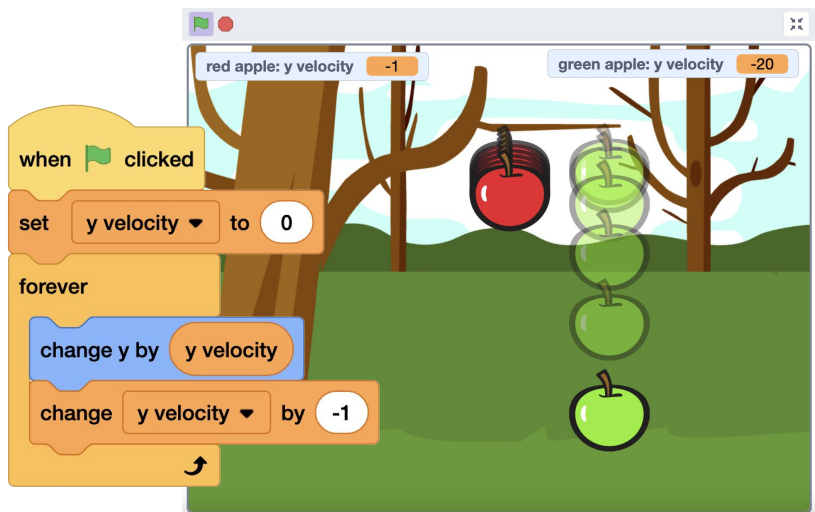 red apple: y velocity -1
green apple: y velocity -20
when clicked
set y velocity to 0
forever
change y by y velocity
change y velocity by -1